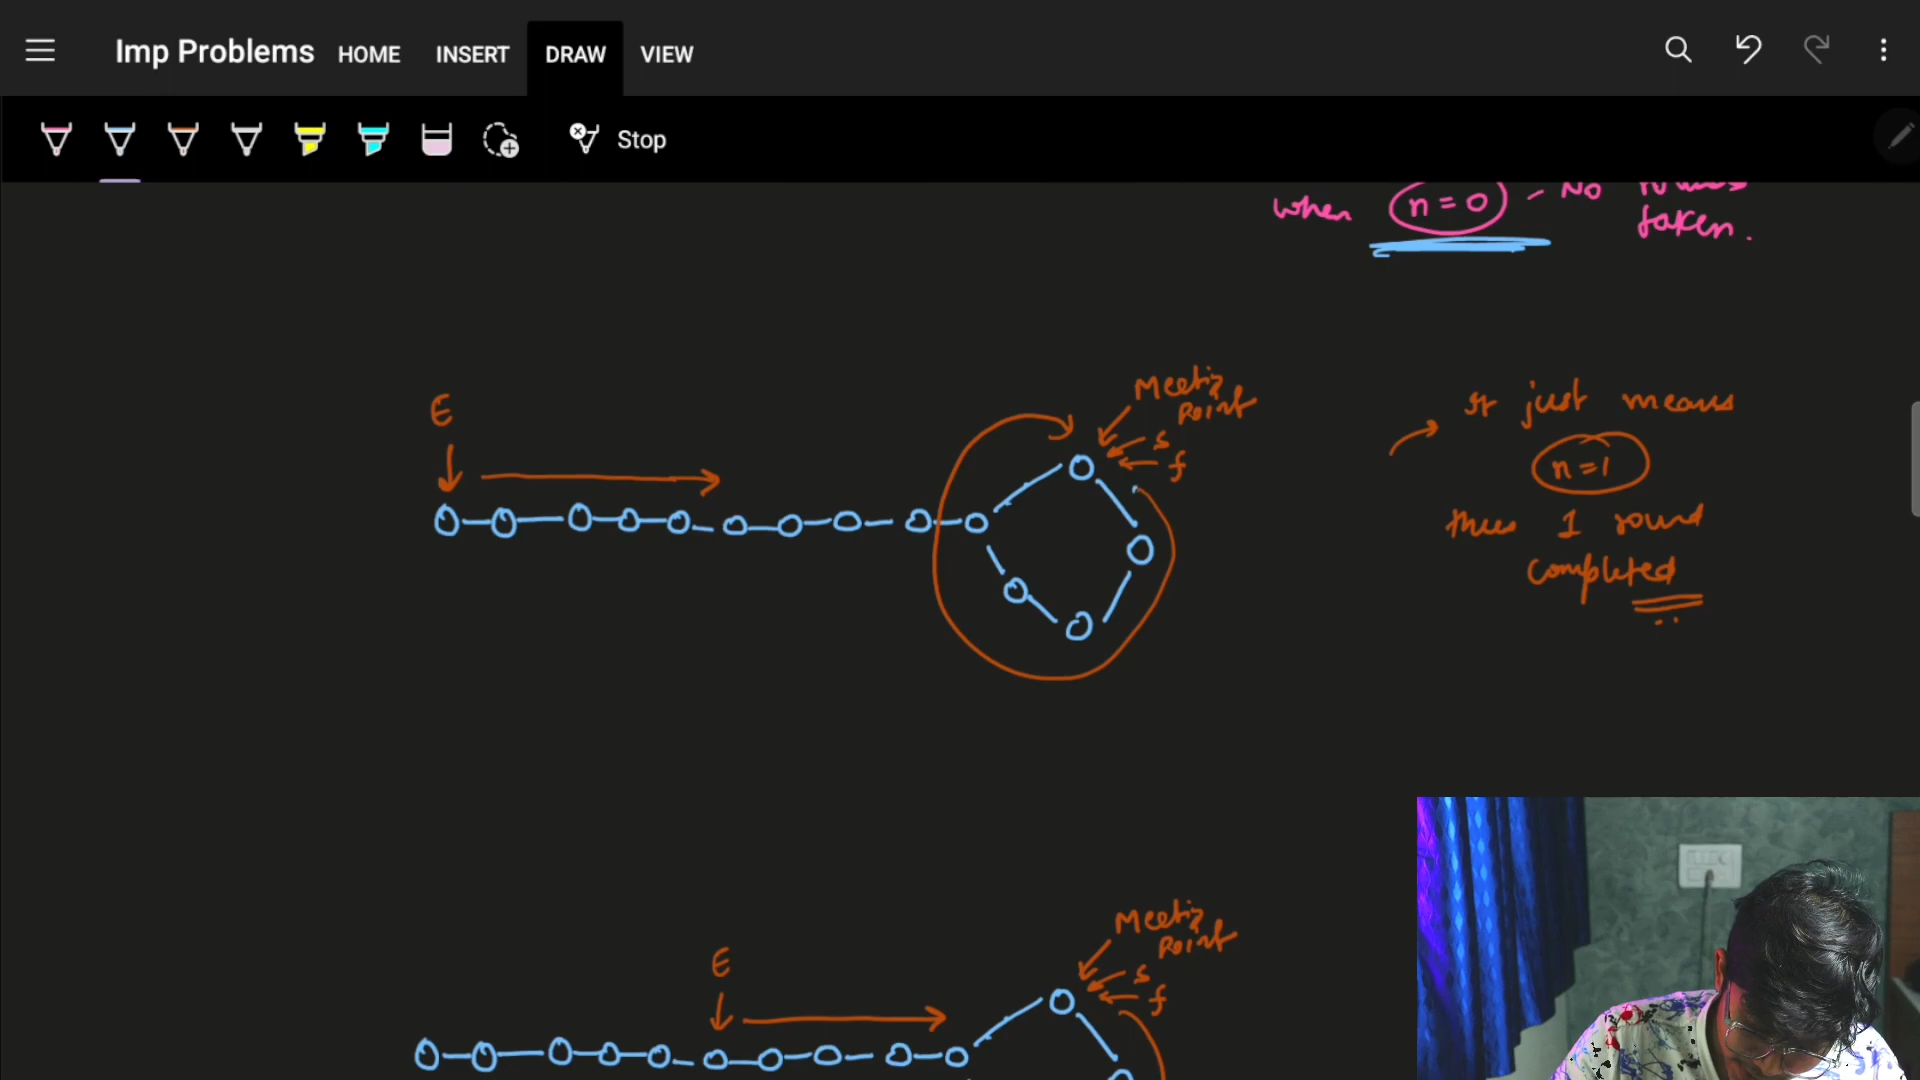 Imp Problems HOME INSERT DRAW VIEW
Stop
when n=0 - No
taken.
Meeting
Point
E
s
f
It just means
n=1
thus 1 round
completed
Meeting
Point
E
s
f